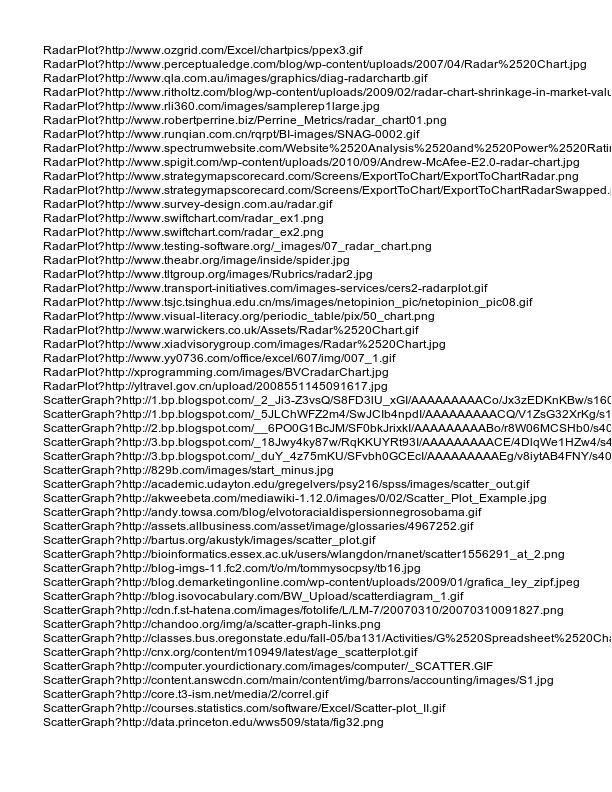 RadarPlot?http://www.ozgrid.com/Excel/chartpics/ppex3.gif
RadarPlot?http://www.perceptualedge.com/blog/wp-content/uploads/2007/04/Radar%2520Chart.jpg
RadarPlot?http://www.qla.com.au/images/graphics/diag-radarchartb.gif
RadarPlot?http://www.ritholtz.com/blog/wp-content/uploads/2009/02/radar-chart-shrinkage-in-market-valu
RadarPlot?http://www.rli360.com/images/samplerep1large.jpg
RadarPlot?http://www.robertperrine.biz/Perrine_Metrics/radar_chart01.png
RadarPlot?http://www.runqian.com.cn/rqrpt/BI-images/SNAG-0002.gif
RadarPlot?http://www.spectrumwebsite.com/Website%2520Analysis%2520and%2520Power%2520Ratin
RadarPlot?http://www.spigit.com/wp-content/uploads/2010/09/Andrew-McAfee-E2.0-radar-chart.jpg
RadarPlot?http://www.strategymapscorecard.com/Screens/ExportToChart/ExportToChartRadar.png
RadarPlot?http://www.strategymapscorecard.com/Screens/ExportToChart/ExportToChartRadarSwapped.
RadarPlot?http://www.survey-design.com.au/radar.gif
RadarPlot?http://www.swiftchart.com/radar_ex1.png
RadarPlot?http://www.swiftchart.com/radar_ex2.png
RadarPlot?http://www.testing-software.org/_images/07_radar_chart.png
RadarPlot?http://www.theabr.org/image/inside/spider.jpg
RadarPlot?http://www.tltgroup.org/images/Rubrics/radar2.jpg
RadarPlot?http://www.transport-initiatives.com/images-services/cers2-radarplot.gif
RadarPlot?http://www.tsjc.tsinghua.edu.cn/ms/images/netopinion_pic/netopinion_pic08.gif
RadarPlot?http://www.visual-literacy.org/periodic_table/pix/50_chart.png
RadarPlot?http://www.warwickers.co.uk/Assets/Radar%2520Chart.gif
RadarPlot?http://www.xiadvisorygroup.com/images/Radar%2520Chart.jpg
RadarPlot?http://www.yy0736.com/office/excel/607/img/007_1.gif
RadarPlot?http://xprogramming.com/images/BVCradarChart.jpg
RadarPlot?http://yltravel.gov.cn/upload/2008551145091617.jpg
ScatterGraph?http://1.bp.blogspot.com/_2_Ji3-Z3vsQ/S8FD3IU_xGI/AAAAAAAAACo/Jx3zEDKnKBw/s160
ScatterGraph?http://1.bp.blogspot.com/_5JLChWFZ2m4/SwJCIb4npdI/AAAAAAAAACQ/V1ZsG32XrKg/s1
ScatterGraph?http://2.bp.blogspot.com/__6PO0G1BcJM/SF0bkJrixkI/AAAAAAAAABo/r8W06MCSHb0/s40
ScatterGraph?http://3.bp.blogspot.com/_18Jwy4ky87w/RqKKUYRt93I/AAAAAAAAACE/4DlqWe1HZw4/s4
ScatterGraph?http://3.bp.blogspot.com/_duY_4z75mKU/SFvbh0GCEcI/AAAAAAAAAEg/v8iytAB4FNY/s40
ScatterGraph?http://829b.com/images/start_minus.jpg
ScatterGraph?http://academic.udayton.edu/gregelvers/psy216/spss/images/scatter_out.gif
ScatterGraph?http://akweebeta.com/mediawiki-1.12.0/images/0/02/Scatter_Plot_Example.jpg
ScatterGraph?http://andy.towsa.com/blog/elvotoracialdispersionnegrosobama.gif
ScatterGraph?http://assets.allbusiness.com/asset/image/glossaries/4967252.gif
ScatterGraph?http://bartus.org/akustyk/images/scatter_plot.gif
ScatterGraph?http://bioinformatics.essex.ac.uk/users/wlangdon/rnanet/scatter1556291_at_2.png
ScatterGraph?http://blog-imgs-11.fc2.com/t/o/m/tommysocpsy/tb16.jpg
ScatterGraph?http://blog.demarketingonline.com/wp-content/uploads/2009/01/grafica_ley_zipf.jpeg
ScatterGraph?http://blog.isovocabulary.com/BW_Upload/scatterdiagram_1.gif
ScatterGraph?http://cdn.f.st-hatena.com/images/fotolife/L/LM-7/20070310/20070310091827.png
ScatterGraph?http://chandoo.org/img/a/scatter-graph-links.png
ScatterGraph?http://classes.bus.oregonstate.edu/fall-05/ba131/Activities/G%2520Spreadsheet%2520Cha
ScatterGraph?http://cnx.org/content/m10949/latest/age_scatterplot.gif
ScatterGraph?http://computer.yourdictionary.com/images/computer/_SCATTER.GIF
ScatterGraph?http://content.answcdn.com/main/content/img/barrons/accounting/images/S1.jpg
ScatterGraph?http://core.t3-ism.net/media/2/correl.gif
ScatterGraph?http://courses.statistics.com/software/Excel/Scatter-plot_II.gif
ScatterGraph?http://data.princeton.edu/wws509/stata/fig32.png